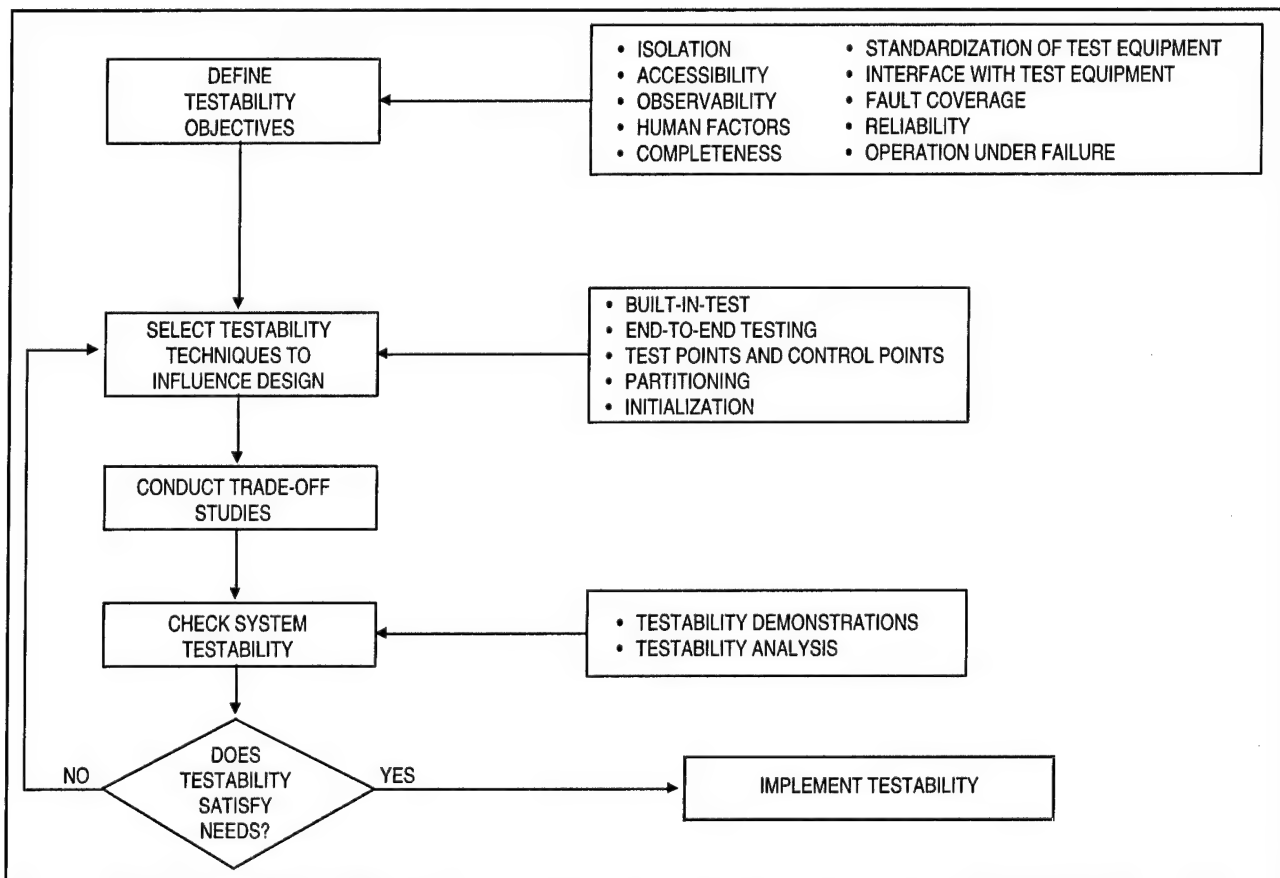 DEFINE
TESTABILITY
OBJECTIVES
• ISOLATION
• ACCESSIBILITY
• OBSERVABILITY
• HUMAN FACTORS
• COMPLETENESS
• STANDARDIZATION OF TEST EQUIPMENT
• INTERFACE WITH TEST EQUIPMENT
• FAULT COVERAGE
• RELIABILITY
• OPERATION UNDER FAILURE
SELECT TESTABILITY
TECHNIQUES TO
INFLUENCE DESIGN
• BUILT-IN-TEST
• END-TO-END TESTING
• TEST POINTS AND CONTROL POINTS
• PARTITIONING
• INITIALIZATION
CONDUCT TRADE-OFF
STUDIES
CHECK SYSTEM
TESTABILITY
• TESTABILITY DEMONSTRATIONS
• TESTABILITY ANALYSIS
NO
DOES
TESTABILITY
SATISFY
NEEDS?
YES
IMPLEMENT TESTABILITY